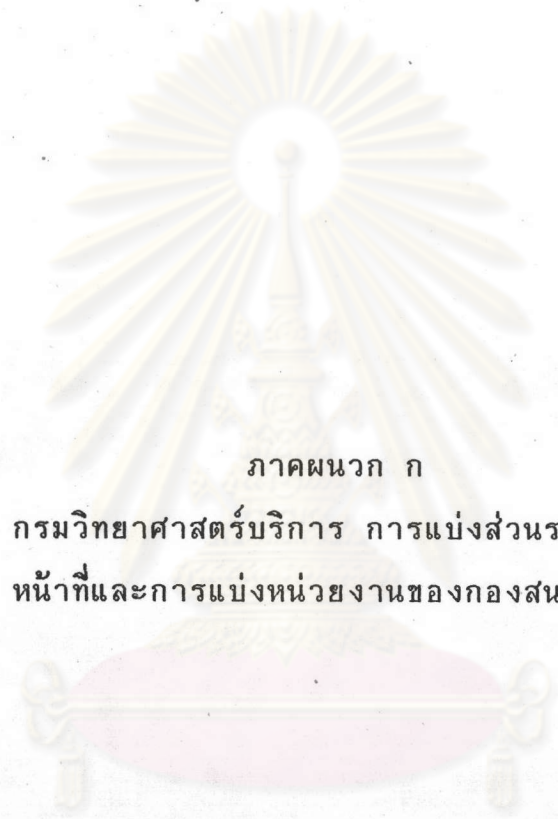 ภาคผนวก ก
กรมวิทยาศาสตร์บริการ การแบ่งส่วนร
หน้าที่และการแบ่งหน่วยงานของกองสน